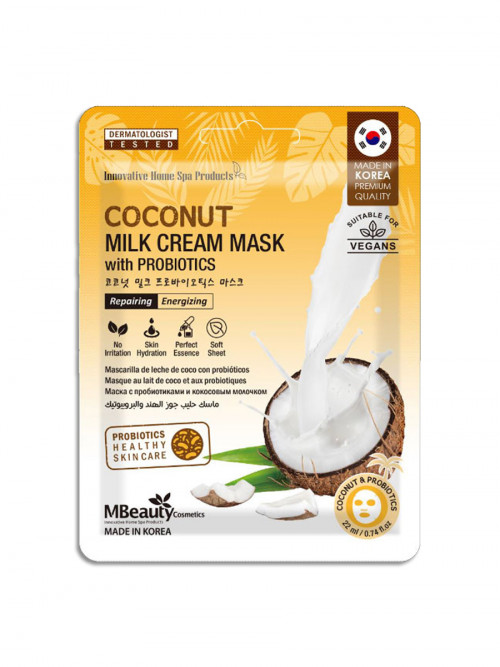 DERMATOLOGIST
TESTED
Innovative Home Spa Products
MADE IN
KOREA
PREMIUM
QUALITY
COCONUT
MILK CREAM MASK
with PROBIOTICS
코코넛 밀크 프로바이오틱스 마스크
SUITABLE FOR
VEGANS
Repairing Energizing
No
Irritation
Skin
Hydration
Perfect
Essence
Soft
Sheet
Mascarilla de leche de coco con probióticos
Masque au lait de coco et aux probiotiques
Маска с пробиотиками и кокосовым молочком
ماسك حليب جوز الهند والبروبيوتيك
PROBIOTICS
HEALTHY
SKINCARE
COCONUT & PROBIOTICS
22 ml / 0.74 fl.oz
MBeauty Cosmetics
Innovative Home Spa Products
MADE IN KOREA